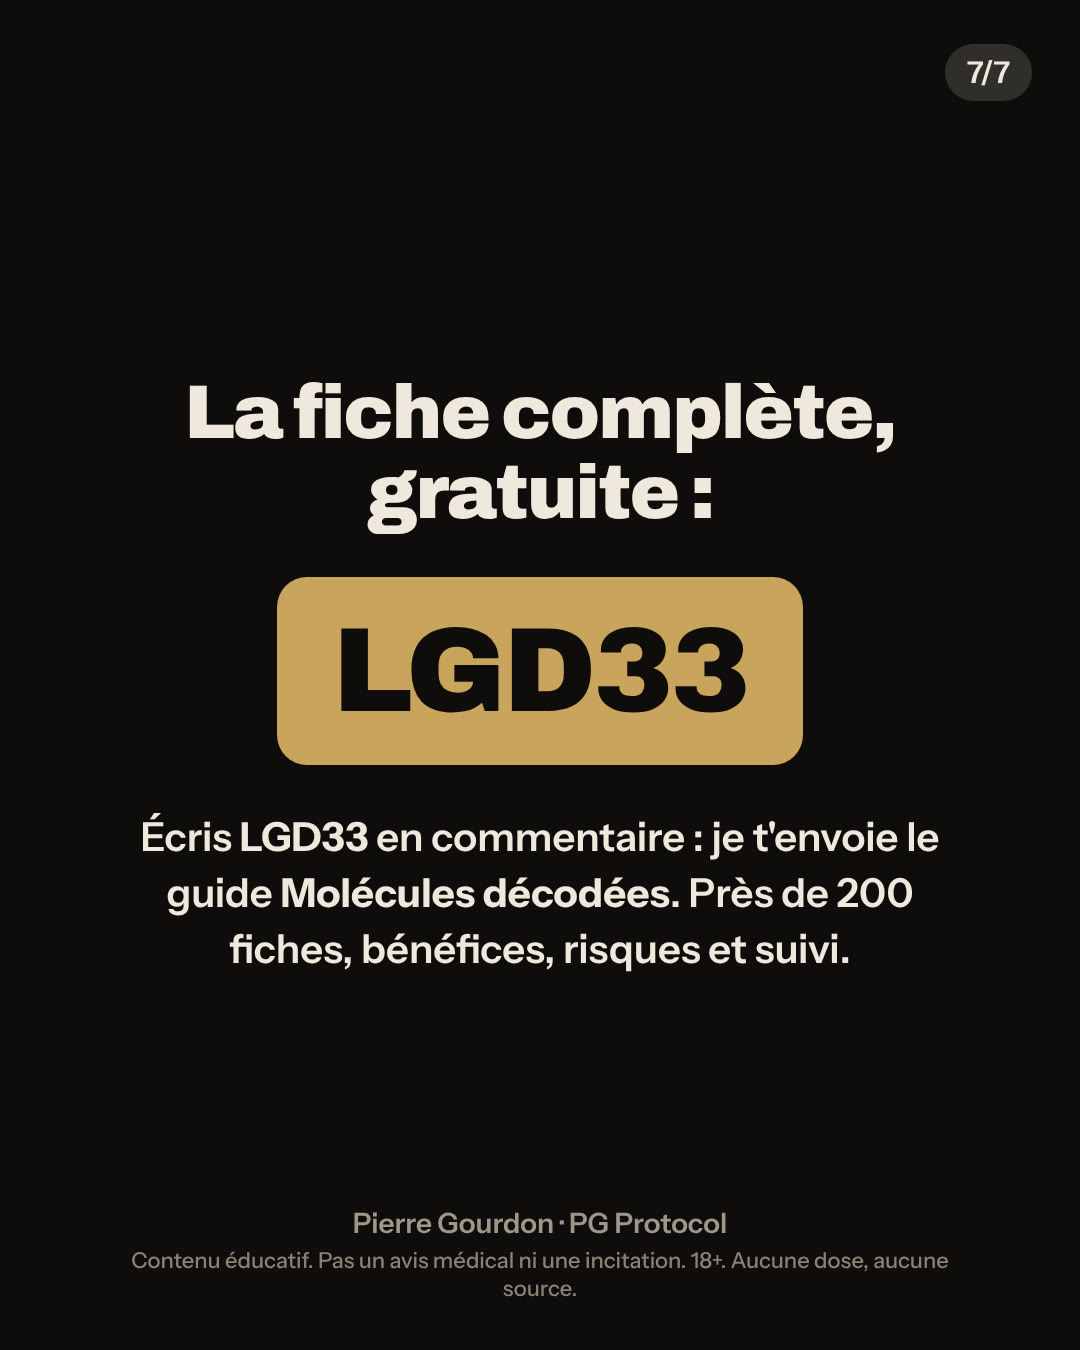 7/7
La fiche complète,
gratuite :
LGD33
Écris LGD33 en commentaire : je t'envoie le
guide Molécules décodées. Près de 200
fiches, bénéfices, risques et suivi.
Pierre Gourdon · PG Protocol
Contenu éducatif. Pas un avis médical ni une incitation. 18+. Aucune dose, aucune
source.